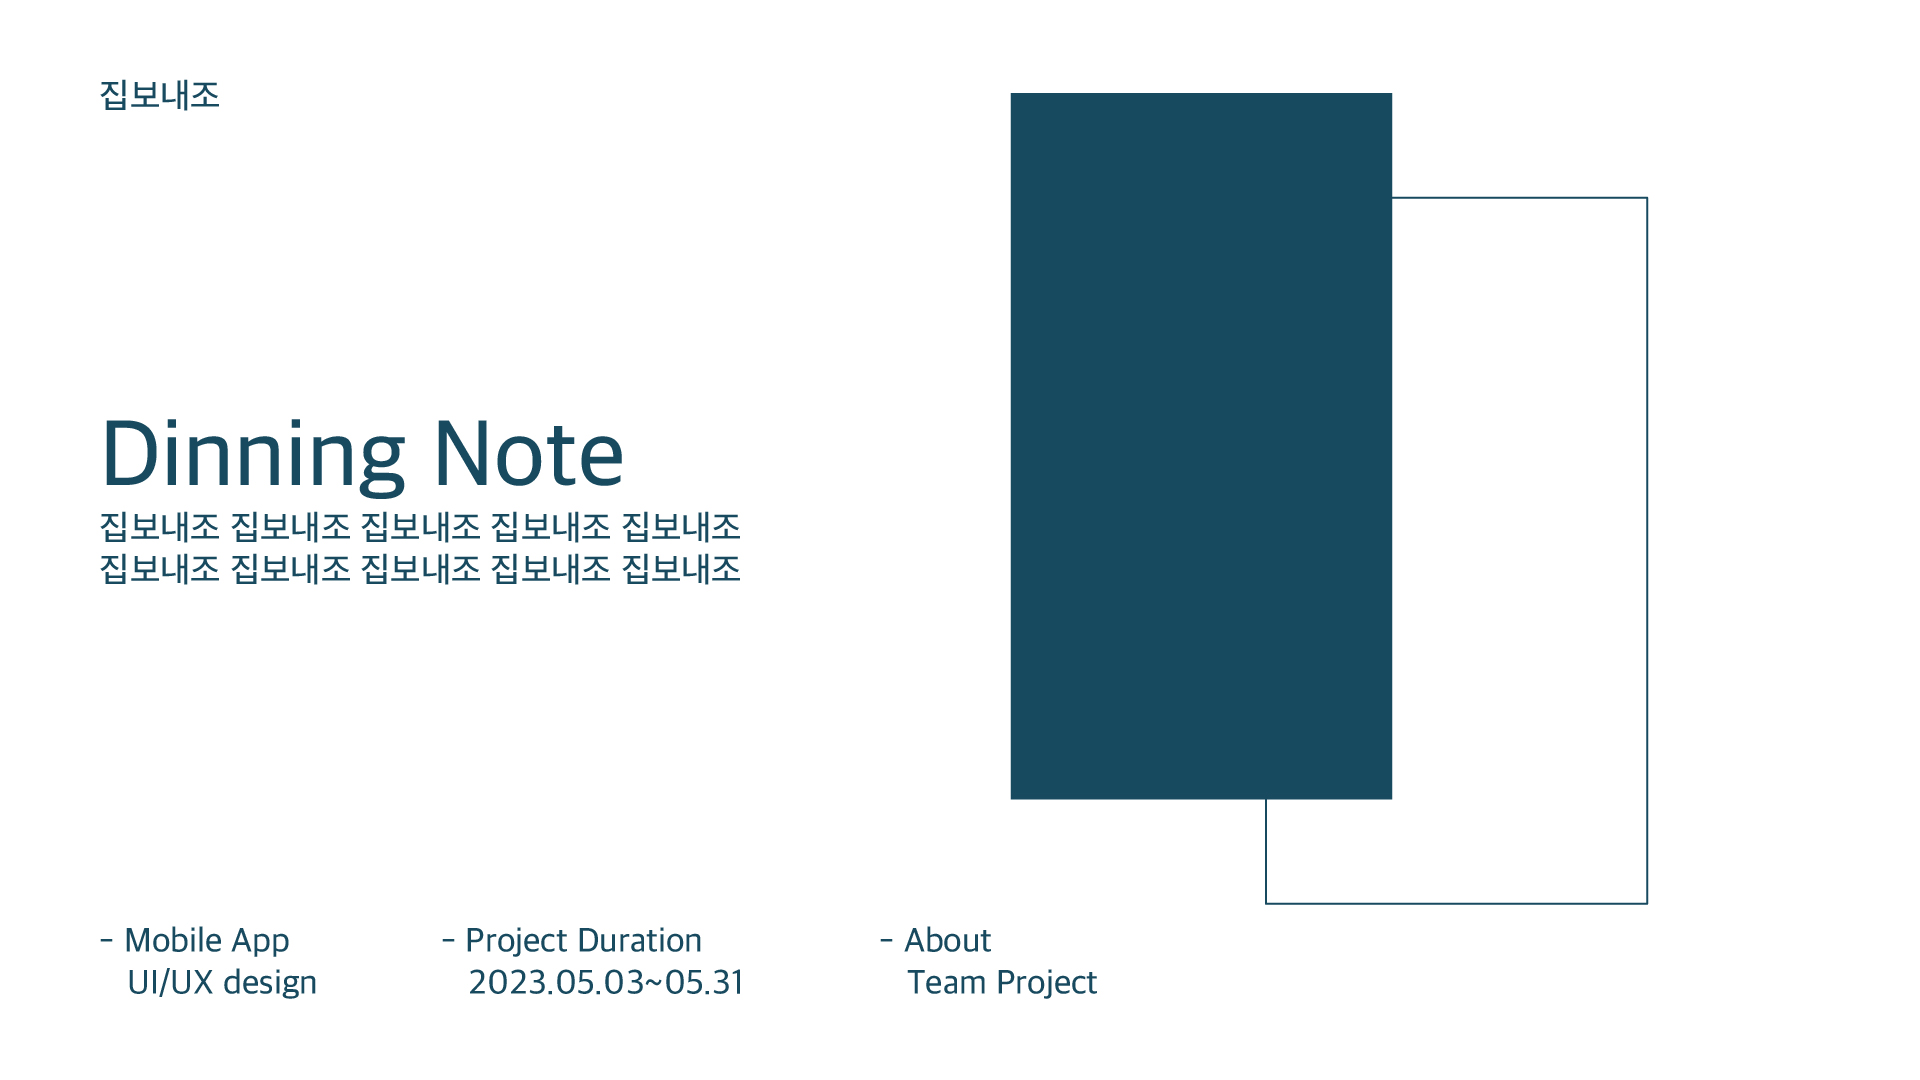 집보내조
Dinning Note
집보내조 집보내조 집보내조 집보내조 집보내조
집보내조 집보내조 집보내조 집보내조 집보내조
- Mobile App
UI/UX design
- Project Duration
2023.05.03~05.31
- About
Team Project